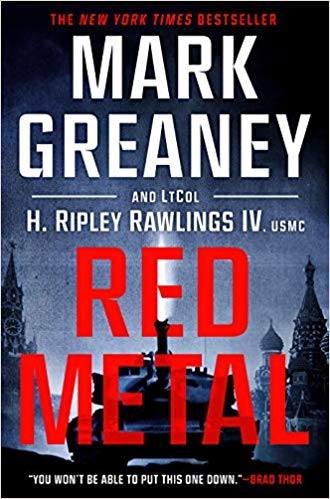 THE NEW YORK TIMES BESTSELLER
MARK
GREANEY
AND LtCol
H. RIPLEY RAWLINGS IV, USMC
RED
METAL
"YOU WON'T BE ABLE TO PUT THIS ONE DOWN."—BRAD THOR